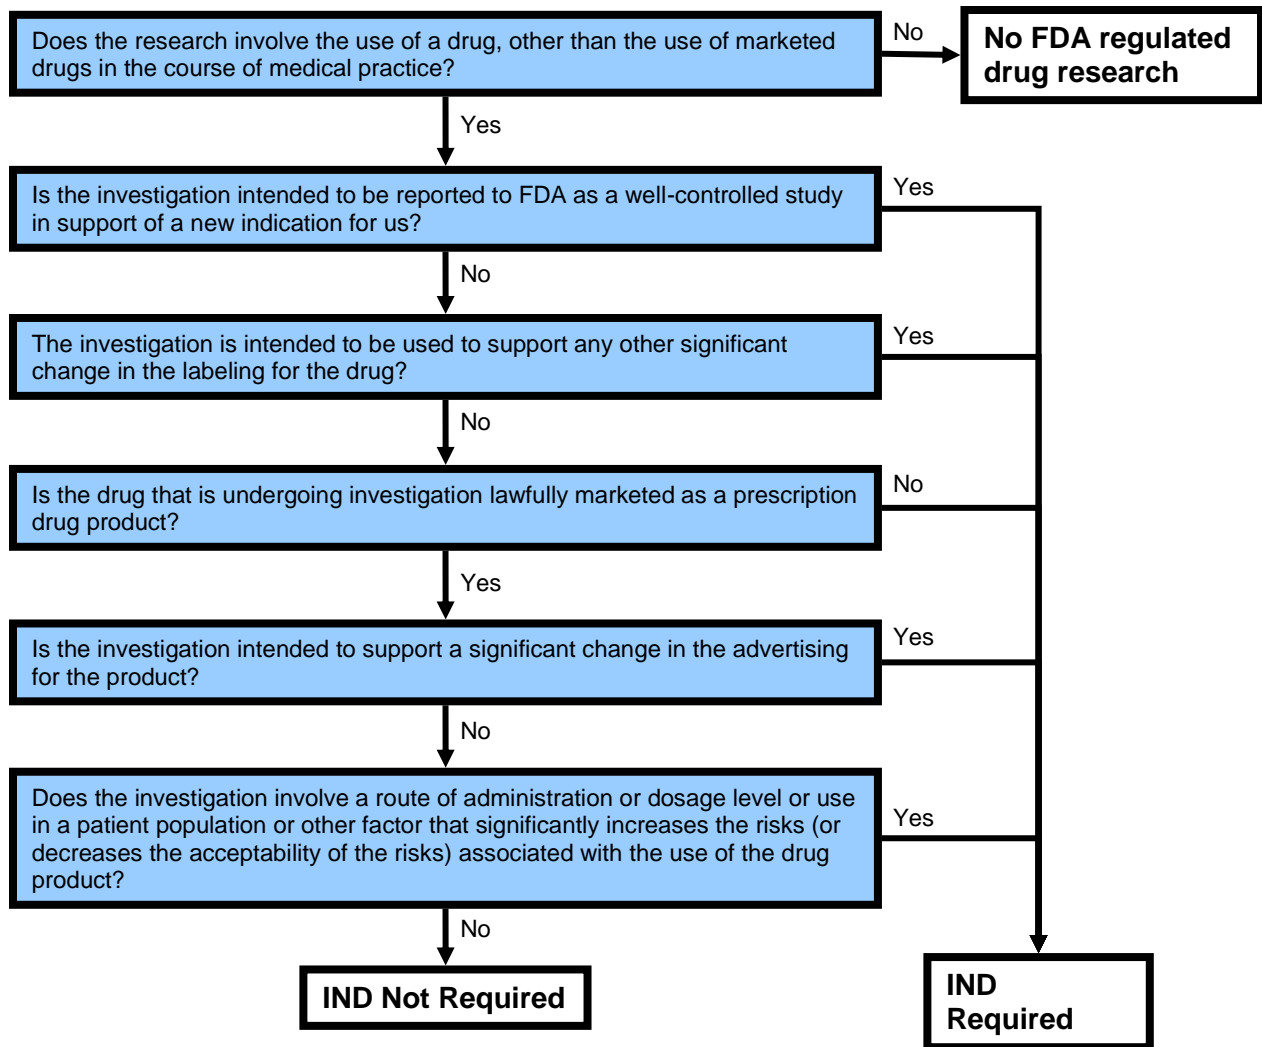 Does the research involve the use of a drug, other than the use of marketed
drugs in the course of medical practice?
No
No FDA regulated
drug research
Yes
Is the investigation intended to be reported to FDA as a well-controlled study
in support of a new indication for us?
Yes
No
The investigation is intended to be used to support any other significant
change in the labeling for the drug?
Yes
No
Is the drug that is undergoing investigation lawfully marketed as a prescription
drug product?
No
Yes
Is the investigation intended to support a significant change in the advertising
for the product?
Yes
No
Does the investigation involve a route of administration or dosage level or use
in a patient population or other factor that significantly increases the risks (or
decreases the acceptability of the risks) associated with the use of the drug
product?
Yes
No
IND Not Required
IND
Required